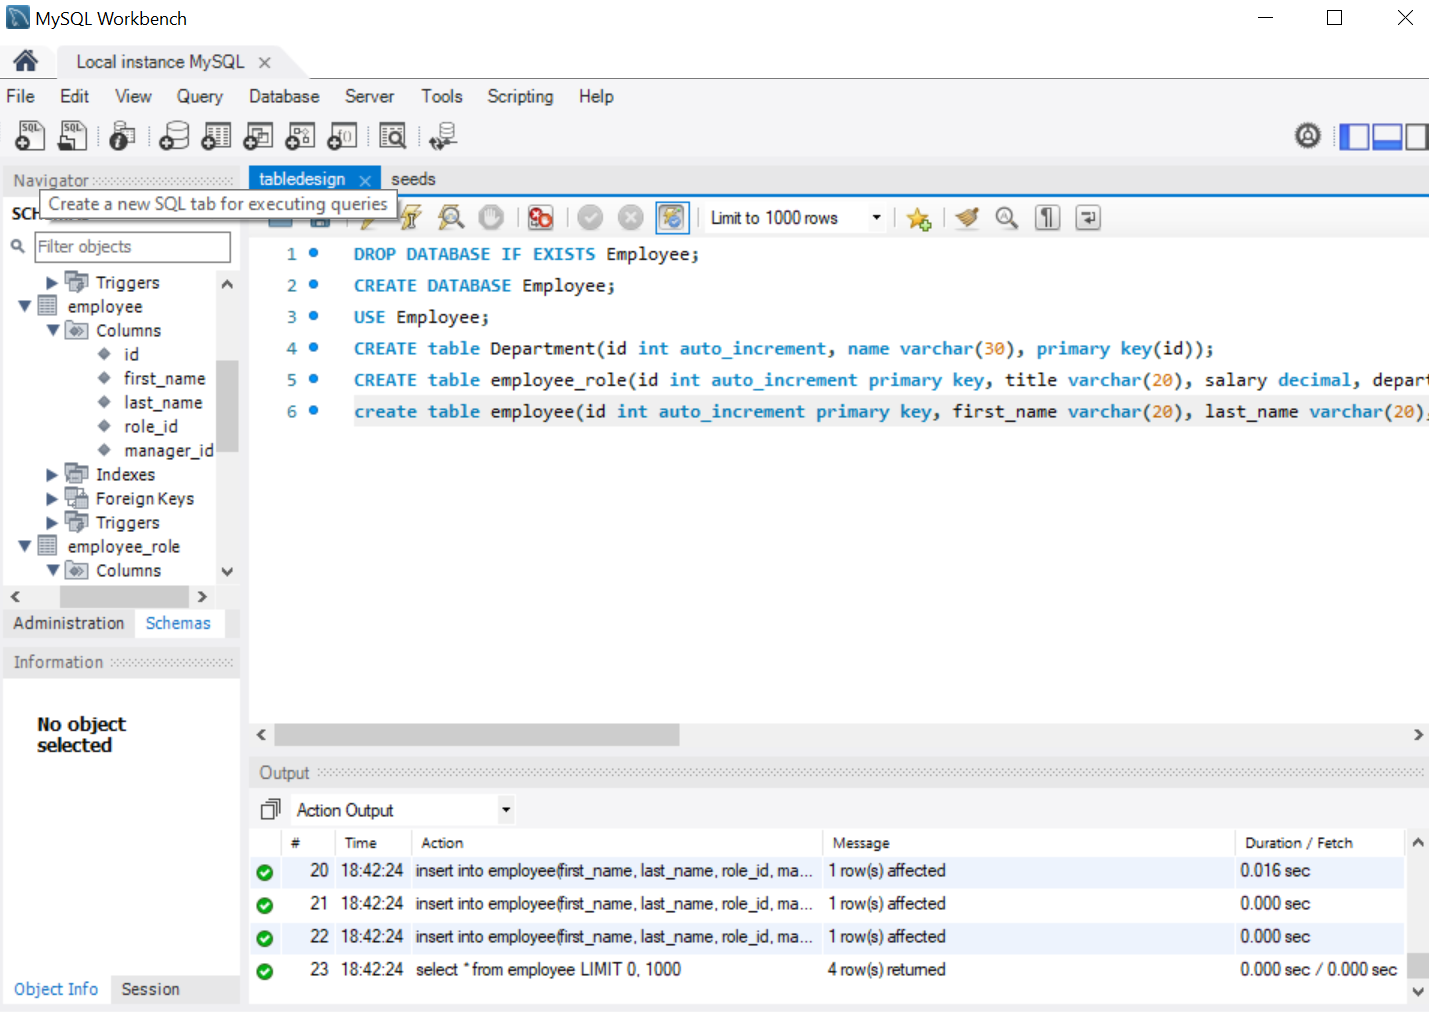 MySQL Workbench
Local instance MySQL
File Edit View Query Database Server Tools Scripting Help
SQL SQL
Navigator
tabledesign seeds
Create a new SQL tab for executing queries
Limit to 1000 rows
Filter objects
Triggers
employee
Columns
id
first_name
last_name
role_id
manager_id
Indexes
Foreign Keys
Triggers
employee_role
Columns
Administration Schemas
Information
No object
selected
Object Info Session
1 DROP DATABASE IF EXISTS Employee;
2 CREATE DATABASE Employee;
3 USE Employee;
4 CREATE table Department(id int auto_increment, name varchar(30), primary key(id));
5 CREATE table employee_role(id int auto_increment primary key, title varchar(20), salary decimal, depart
6 create table employee(id int auto_increment primary key, first_name varchar(20), last_name varchar(20),
Output
Action Output
# Time Action Message Duration / Fetch
20 18:42:24 insert into employee(first_name, last_name, role_id, ma... 1 row(s) affected 0.016 sec
21 18:42:24 insert into employee(first_name, last_name, role_id, ma... 1 row(s) affected 0.000 sec
22 18:42:24 insert into employee(first_name, last_name, role_id, ma... 1 row(s) affected 0.000 sec
23 18:42:24 select * from employee LIMIT 0, 1000 4 row(s) returned 0.000 sec / 0.000 sec